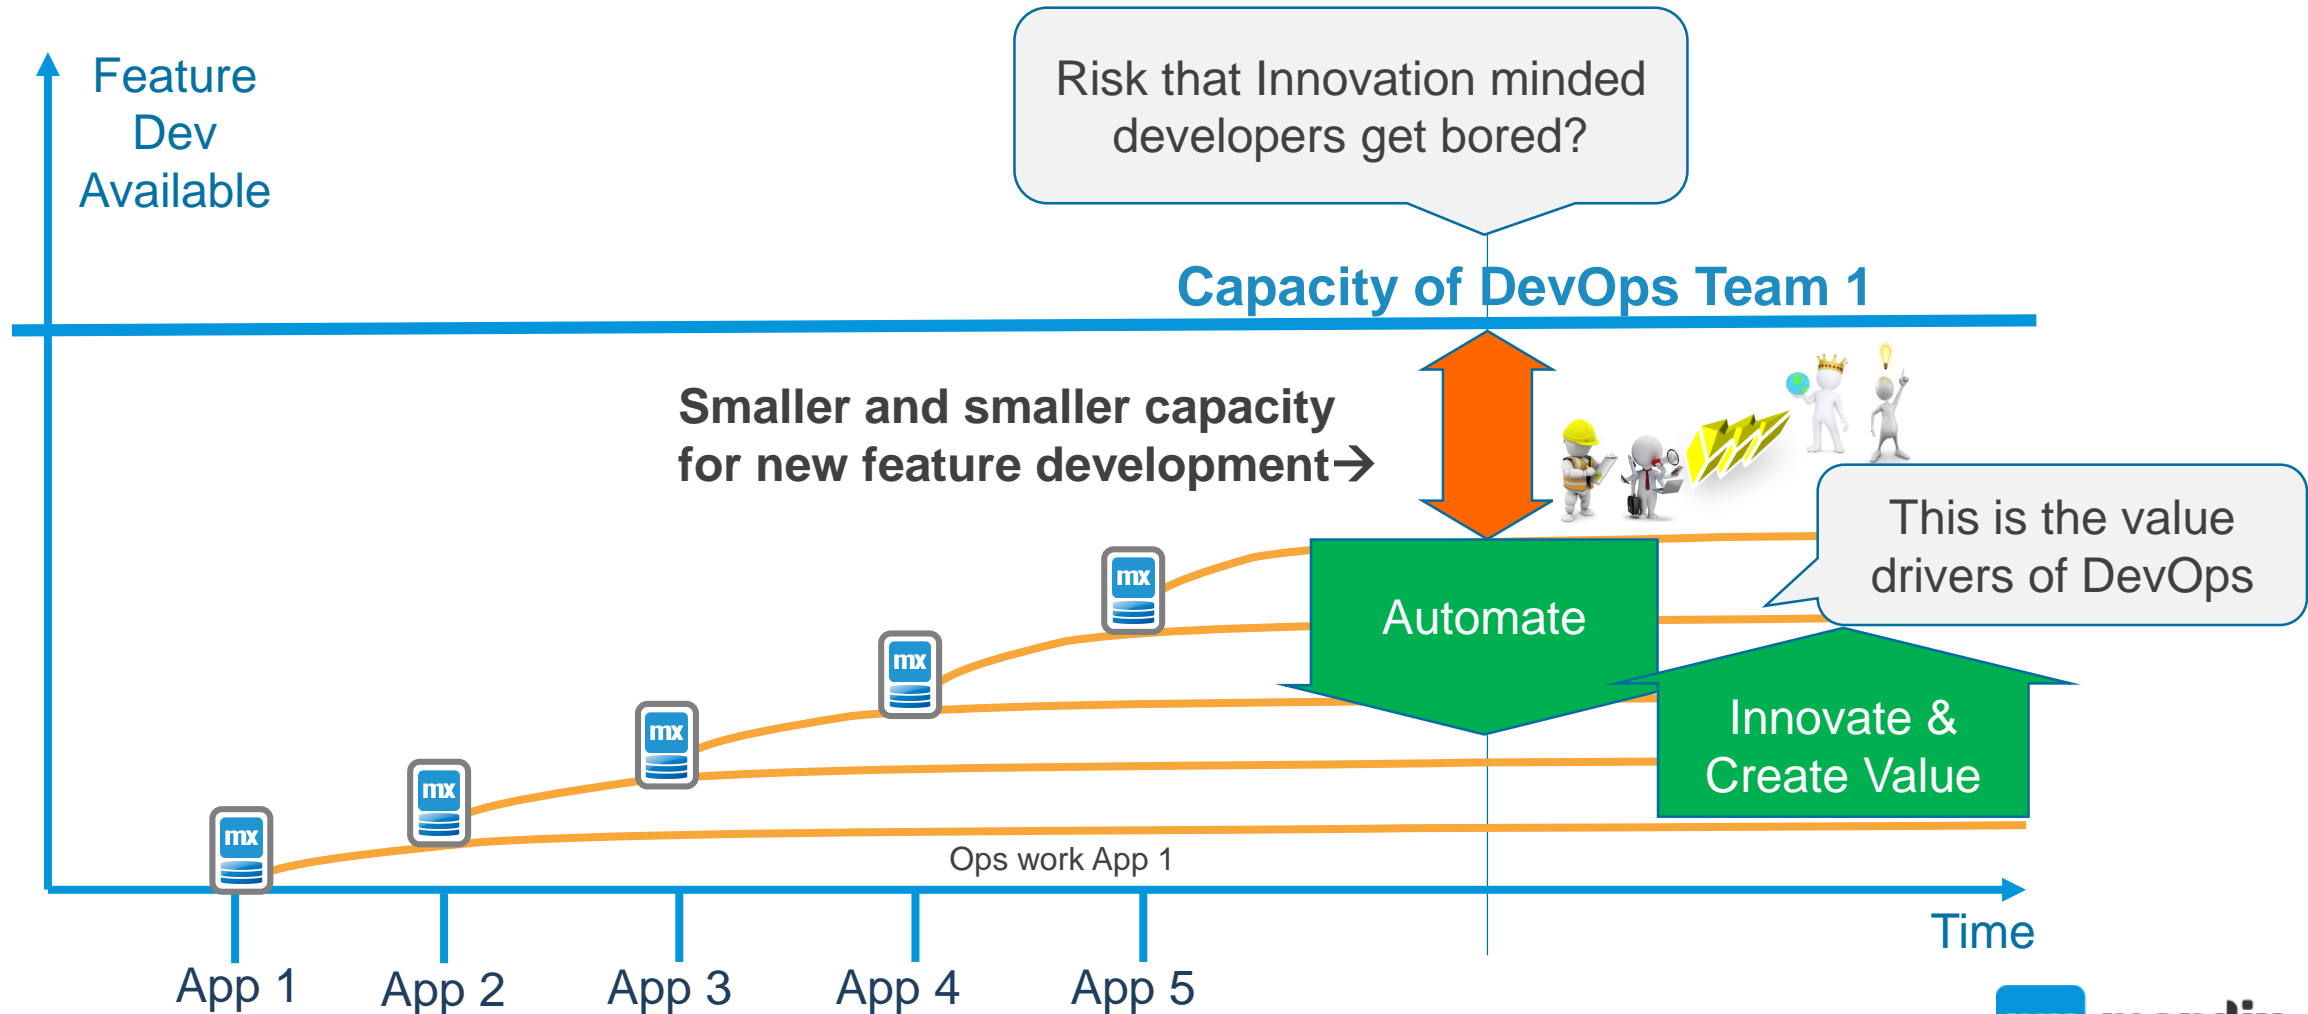 Feature
Dev
Available
Risk that Innovation minded
developers get bored?
Capacity of DevOps Team 1
Smaller and smaller capacity
for new feature development→
This is the value
drivers of DevOps
Automate
Innovate &
Create Value
mx
mx
mx
mx
mx
Ops work App 1
Time
App 1
App 2
App 3
App 4
App 5